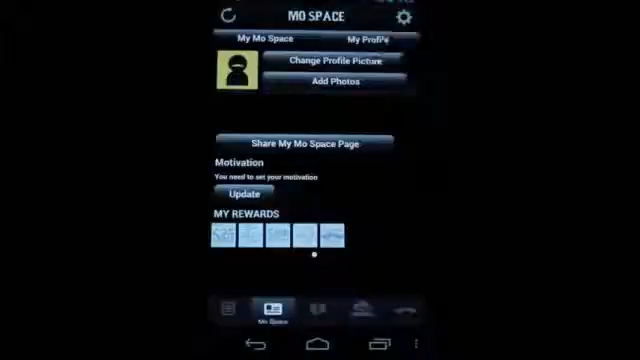 MO SPACE
My Mo Space My Profile
Change Profile Picture
Add Photos
Share My Mo Space Page
Motivation
You need to set your motivation
Update
MY REWARDS
Mo Space